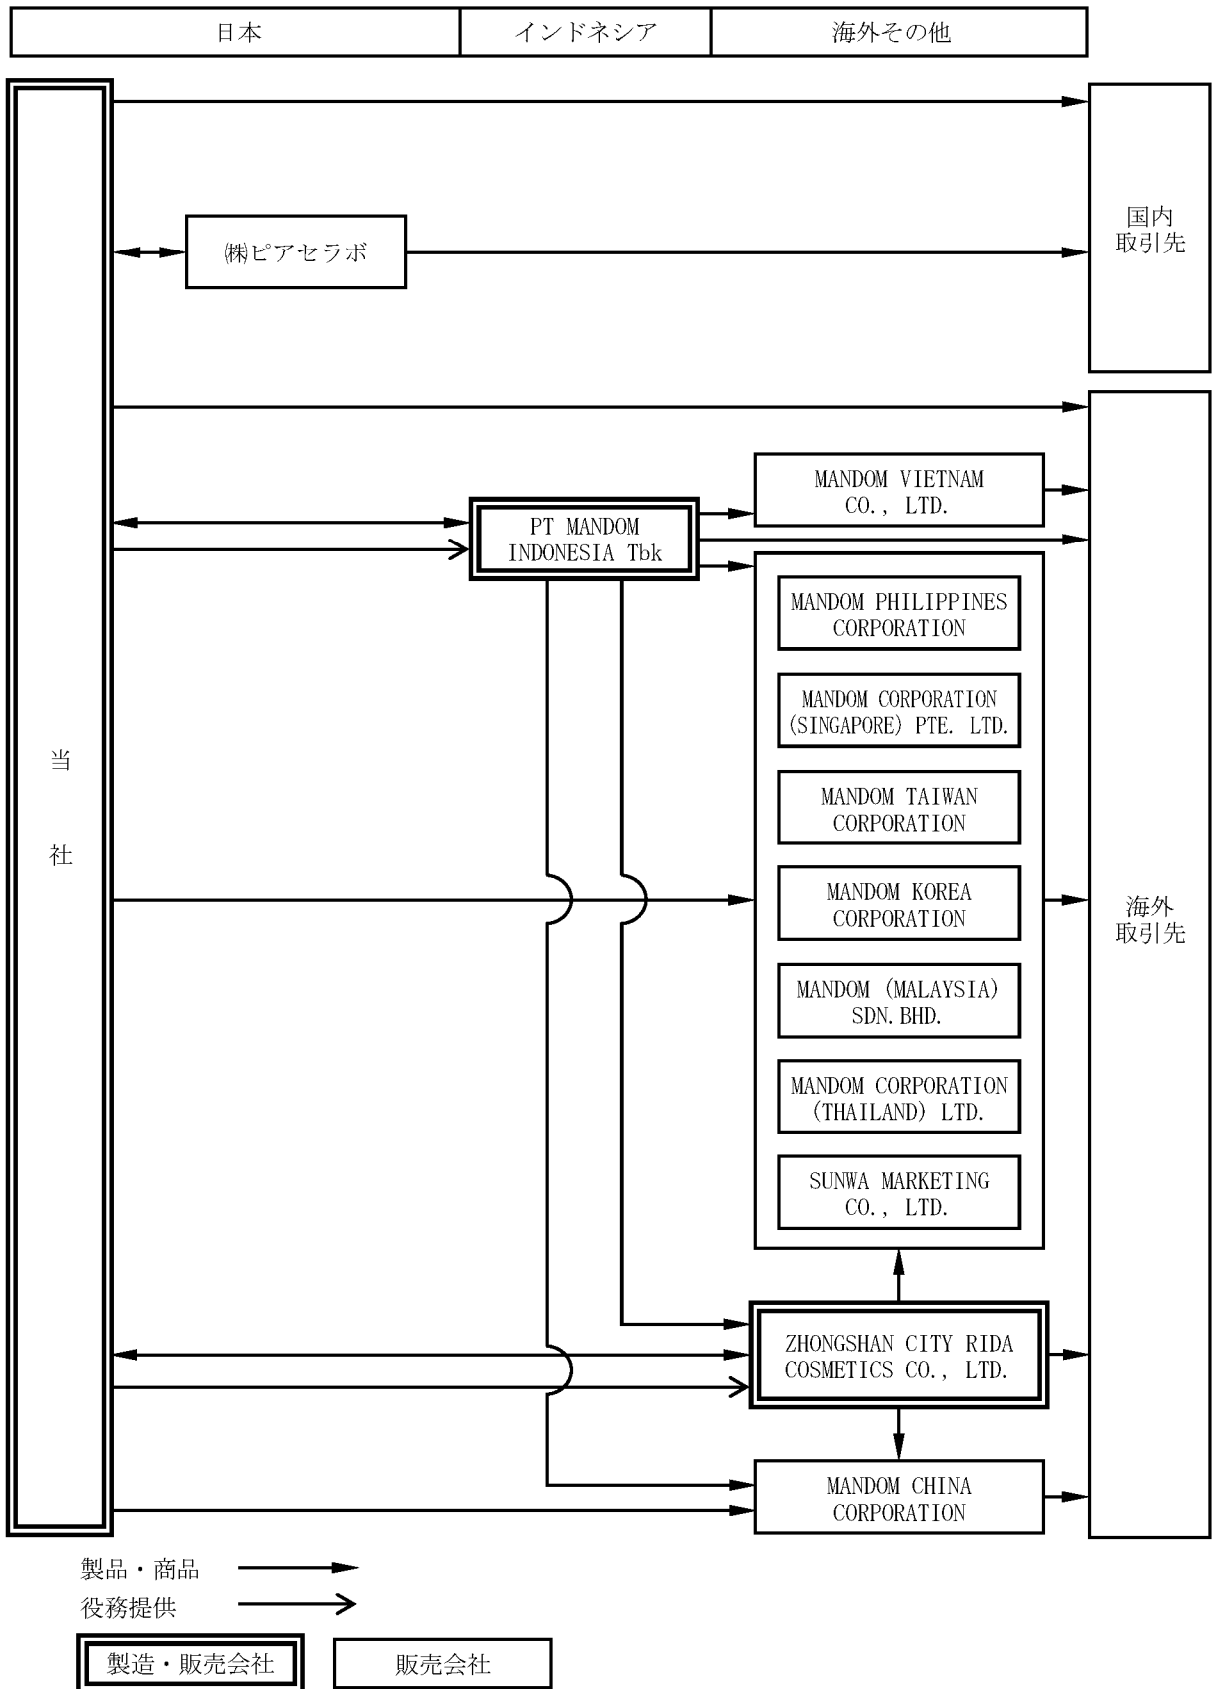 日本
インドネシア
海外その他
当
社
㈱ピアセラボ
国内
取引先
MANDOM VIETNAM
CO., LTD.
PT MANDOM
INDONESIA Tbk
MANDOM PHILIPPINES
CORPORATION
MANDOM CORPORATION
(SINGAPORE) PTE. LTD.
MANDOM TAIWAN
CORPORATION
MANDOM KOREA
CORPORATION
MANDOM (MALAYSIA)
SDN.BHD.
MANDOM CORPORATION
(THAILAND) LTD.
SUNWA MARKETING
CO., LTD.
ZHONGSHAN CITY RIDA
COSMETICS CO., LTD.
MANDOM CHINA
CORPORATION
海外
取引先
製品・商品
役務提供
製造・販売会社
販売会社